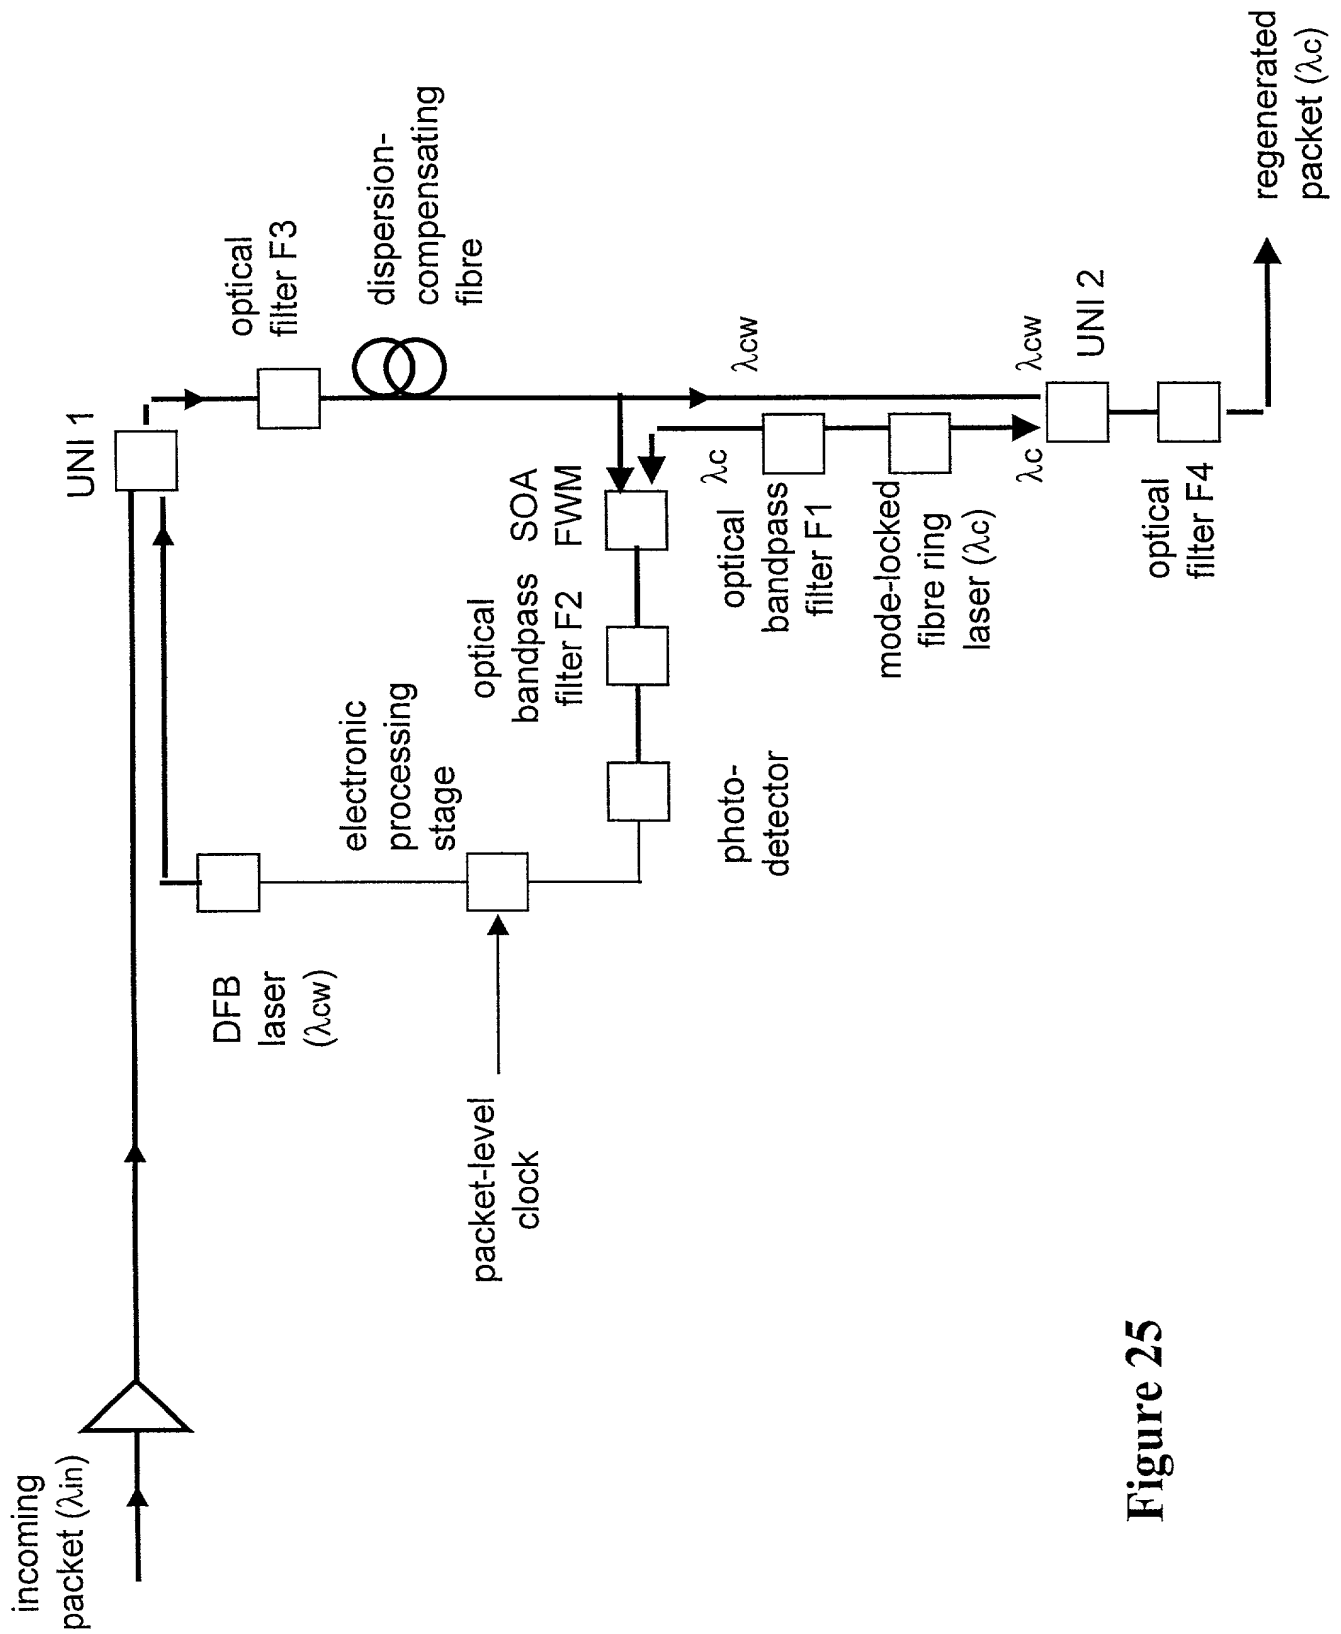 incoming
packet (λin)
UNI 1
optical
filter F3
dispersion-
compensating
fibre
DFB
laser
(λcw)
electronic
processing
stage
packet-level
clock
optical
bandpass
filter F2
SOA
FWM
photo-
detector
λcw
λc
optical
bandpass
filter F1
mode-locked
fibre ring
laser (λc)
λcw
λc
UNI 2
optical
filter F4
regenerated
packet (λc)
Figure 25